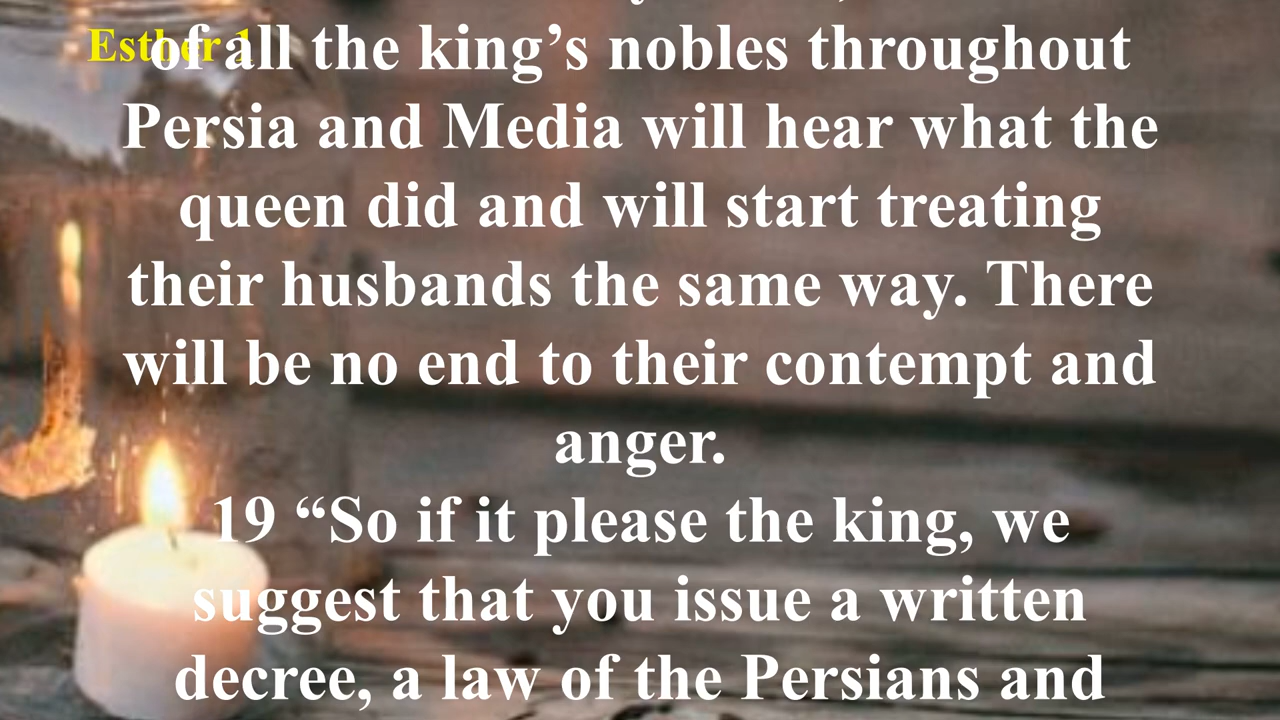 Esther 1
of all the king’s nobles throughout
Persia and Media will hear what the
queen did and will start treating
their husbands the same way. There
will be no end to their contempt and
anger.
19 “So if it please the king, we
suggest that you issue a written
decree, a law of the Persians and